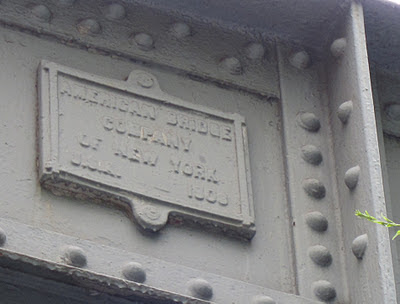 AMERICAN BRIDGE
COMPANY
OF NEW YORK
U.S.A.